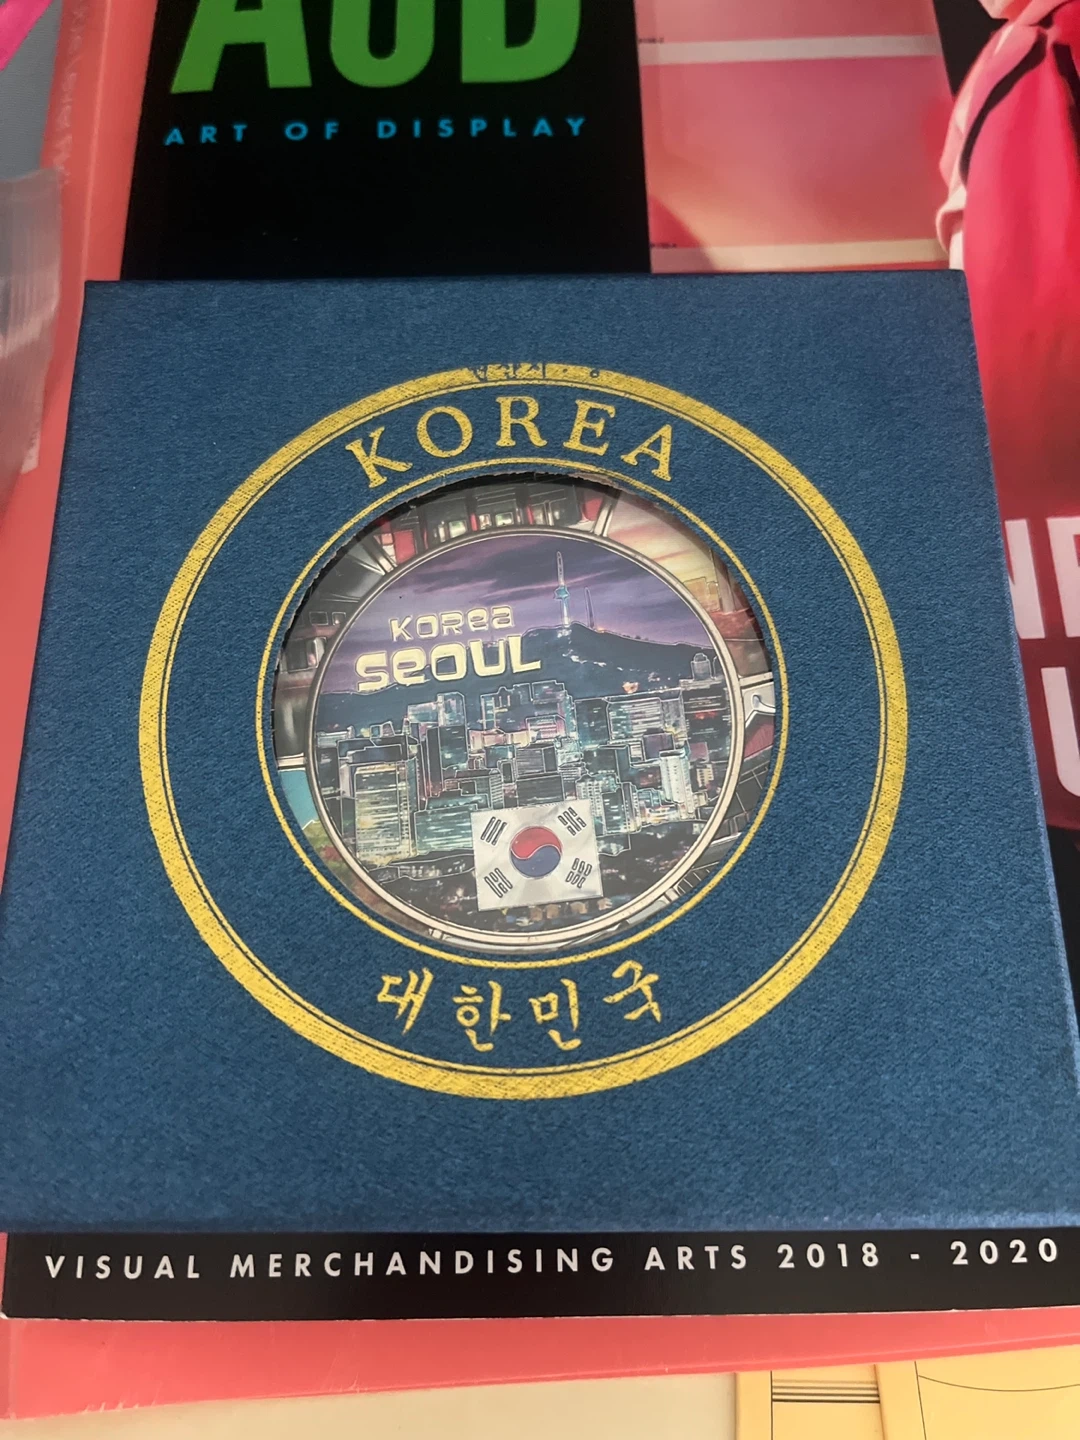 AOD
ART OF DISPLAY
KOREA
KOREA
SEOUL
대한민국
VISUAL MERCHANDISING ARTS 2018 - 2020